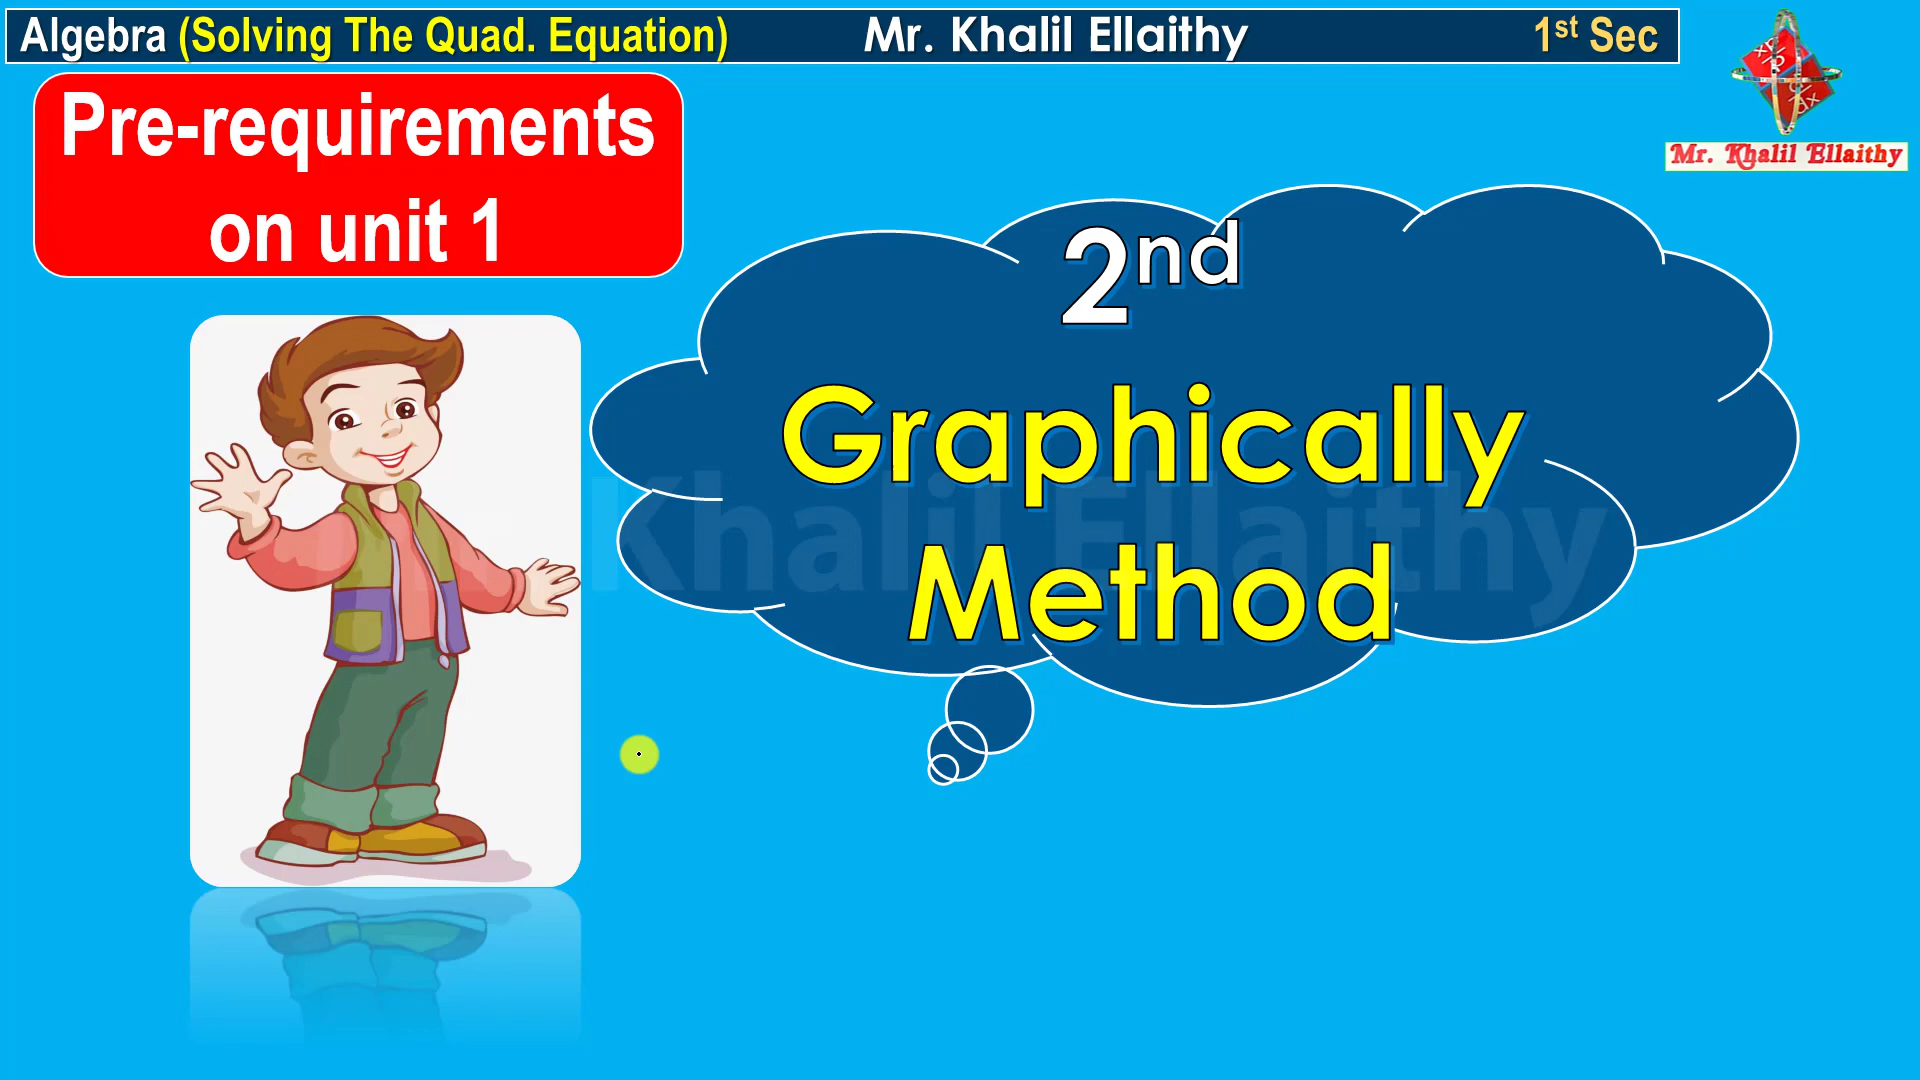 Algebra (Solving The Quad. Equation) Mr. Khalil Ellaithy 1st Sec
Mr. Khalil Ellaithy
Pre-requirements
on unit 1
2nd
Graphically
Method
Khalil Ellaithy